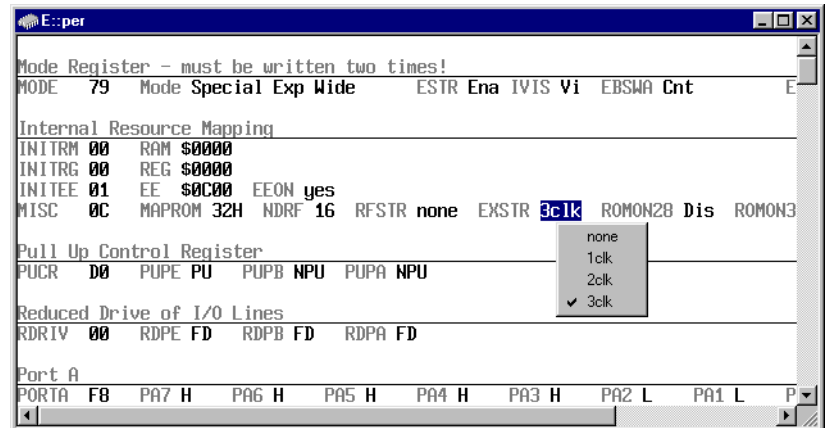 E::per
Mode Register - must be written two times!
MODE 79 Mode Special Exp Wide ESTR Ena IVIS Vi EBSWA Cnt E
Internal Resource Mapping
INITRM 00 RAM $0000
INITRG 00 REG $0000
INITEE 01 EE $0C00 EEON yes
MISC 0C MAPROM 32H NDRF 16 RFSTR none EXSTR 3clk ROMON28 Dis ROMON3
none
1clk
2clk
3clk
Pull Up Control Register
PUCR D0 PUPE PU PUPB NPU PUPA NPU
Reduced Drive of I/O Lines
RDRIV 00 RDPE FD RDPB FD RDPA FD
Port A
PORTA F8 PA7 H PA6 H PA5 H PA4 H PA3 H PA2 L PA1 L P